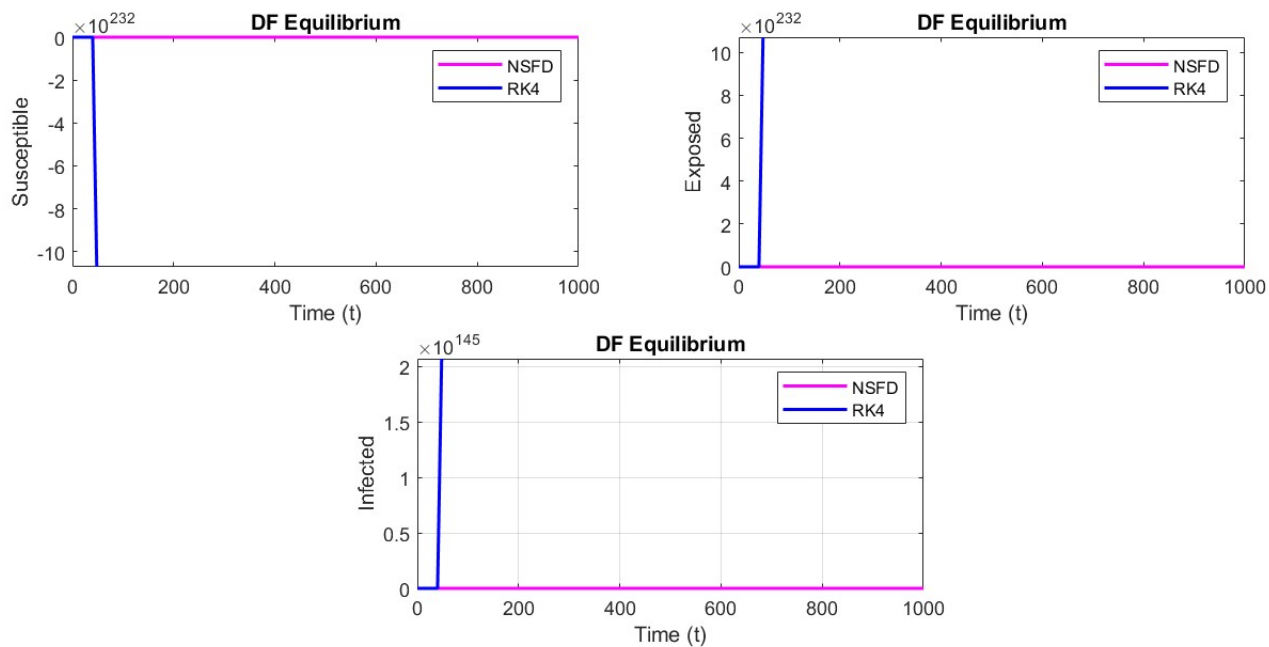 DF Equilibrium
×10^232
0
-2
-4
-6
-8
-10
Susceptible
NSFD
RK4
0 200 400 600 800 1000
Time (t)
DF Equilibrium
×10^232
10
8
6
4
2
0
Exposed
NSFD
RK4
0 200 400 600 800 1000
Time (t)
DF Equilibrium
×10^145
2
1.5
1
0.5
0
Infected
NSFD
RK4
0 200 400 600 800 1000
Time (t)